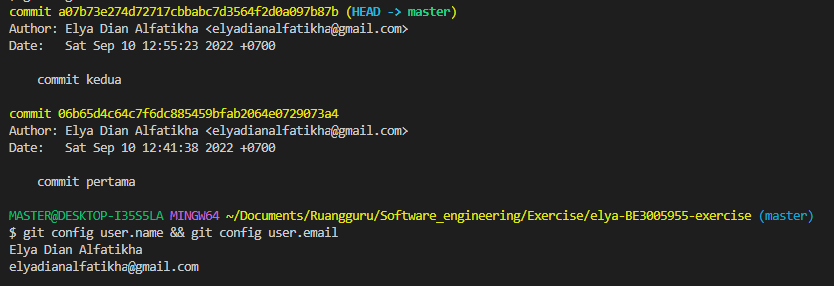 commit a07b73e274d72717cbbabc7d3564f2d0a097b87b (HEAD -> master)
Author: Elya Dian Alfatikha <elyadianalfatikha@gmail.com>
Date:   Sat Sep 10 12:55:23 2022 +0700
commit kedua
commit 06b65d4c64c7f6dc885459bfab2064e0729073a4
Author: Elya Dian Alfatikha <elyadianalfatikha@gmail.com>
Date:   Sat Sep 10 12:41:38 2022 +0700
commit pertama
MASTER@DESKTOP-I35S5LA MINGW64 ~/Documents/Ruangguru/Software_engineering/Exercise/elya-BE3005955-exercise (master)
$ git config user.name && git config user.email
Elya Dian Alfatikha
elyadianalfatikha@gmail.com